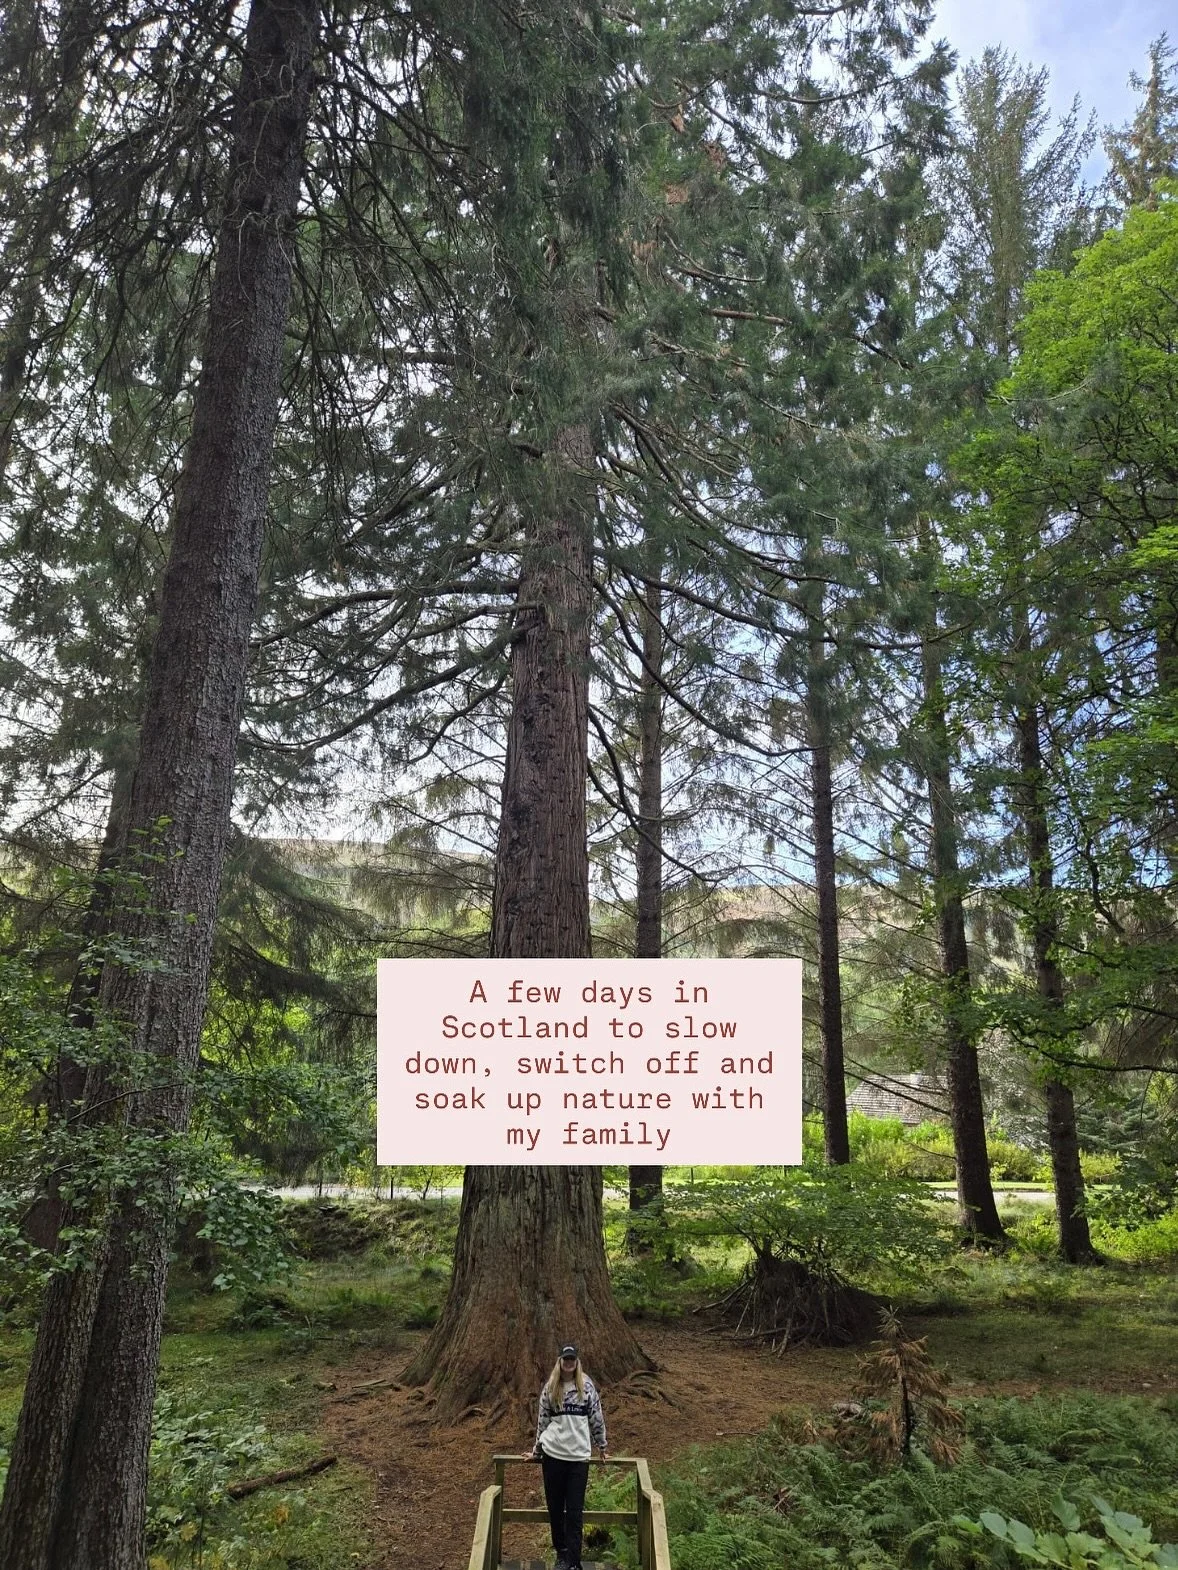 A few days in
Scotland to slow
down, switch off and
soak up nature with
my family